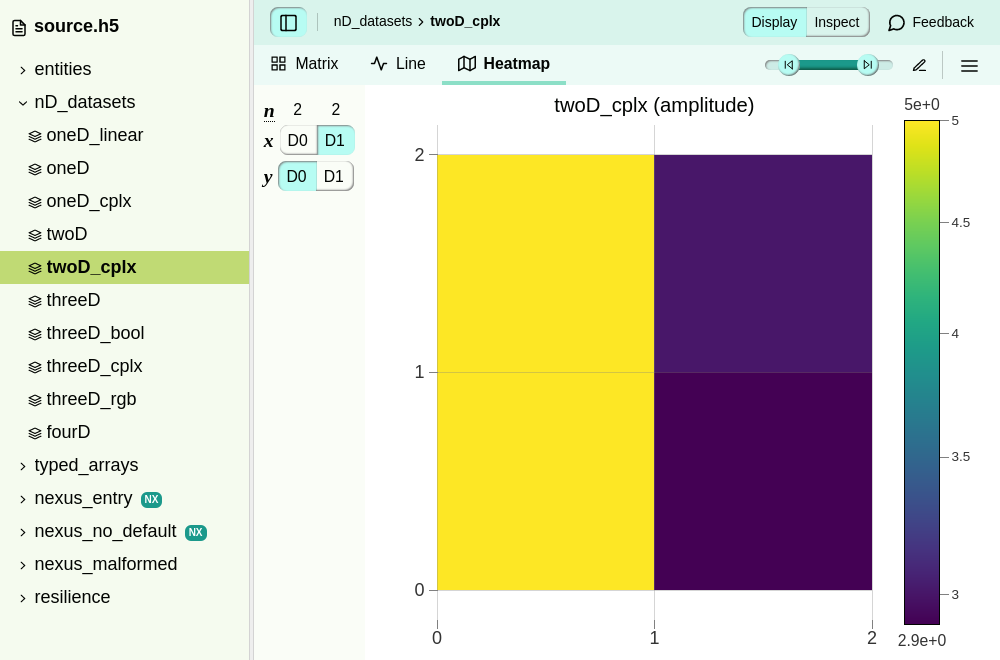 source.h5
entities
nD_datasets
oneD_linear
oneD
oneD_cplx
twoD
twoD_cplx
threeD
threeD_bool
threeD_cplx
threeD_rgb
fourD
typed_arrays
nexus_entry NX
nexus_no_default NX
nexus_malformed
resilience
nD_datasets › twoD_cplx
Display Inspect Feedback
Matrix Line Heatmap
n 2 2
x D0 D1
y D0 D1
twoD_cplx (amplitude)
2
1
0
0 1 2
5e+0
5
4.5
4
3.5
3
2.9e+0